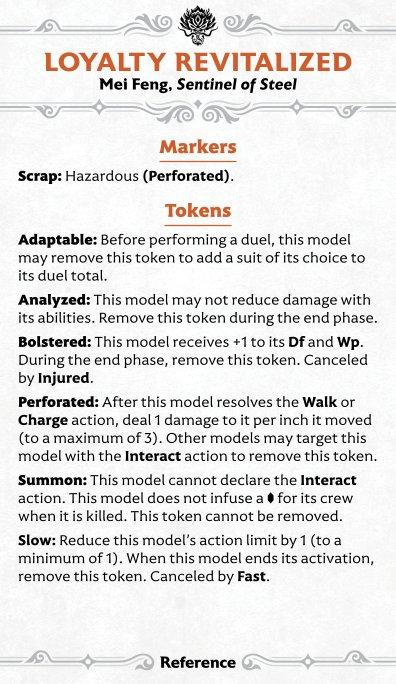 LOYALTY REVITALIZED
Mei Feng, Sentinel of Steel
Markers
Scrap: Hazardous (Perforated).
Tokens
Adaptable: Before performing a duel, this model
may remove this token to add a suit of its choice to
its duel total.
Analyzed: This model may not reduce damage with
its abilities. Remove this token during the end phase.
Bolstered: This model receives +1 to its Df and Wp.
During the end phase, remove this token. Canceled
by Injured.
Perforated: After this model resolves the Walk or
Charge action, deal 1 damage to it per inch it moved
(to a maximum of 3). Other models may target this
model with the Interact action to remove this token.
Summon: This model cannot declare the Interact
action. This model does not infuse a for its crew
when it is killed. This token cannot be removed.
Slow: Reduce this model’s action limit by 1 (to a
minimum of 1). When this model ends its activation,
remove this token. Canceled by Fast.
Reference